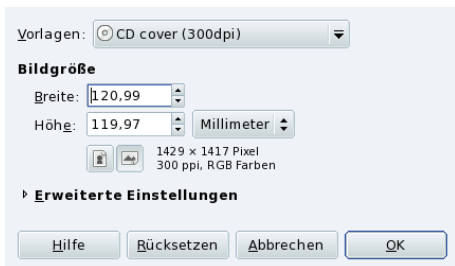 Vorlagen: CD cover (300dpi)
Bildgröße
Breite: 120,99
Höhe: 119,97 Millimeter
1429 × 1417 Pixel
300 ppi, RGB Farben
Erweiterte Einstellungen
Hilfe Rücksetzen Abbrechen OK